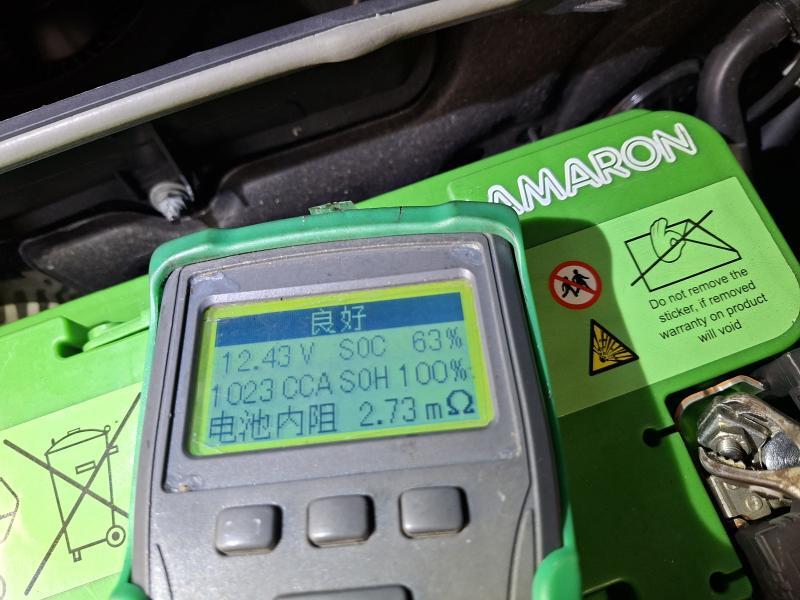 AMARON
Do not remove the
sticker, if removed
warranty on product
will void
良好
12.43 V SOC 63%
1023 CCA SOH 100%
电池内阻 2.73 mΩ